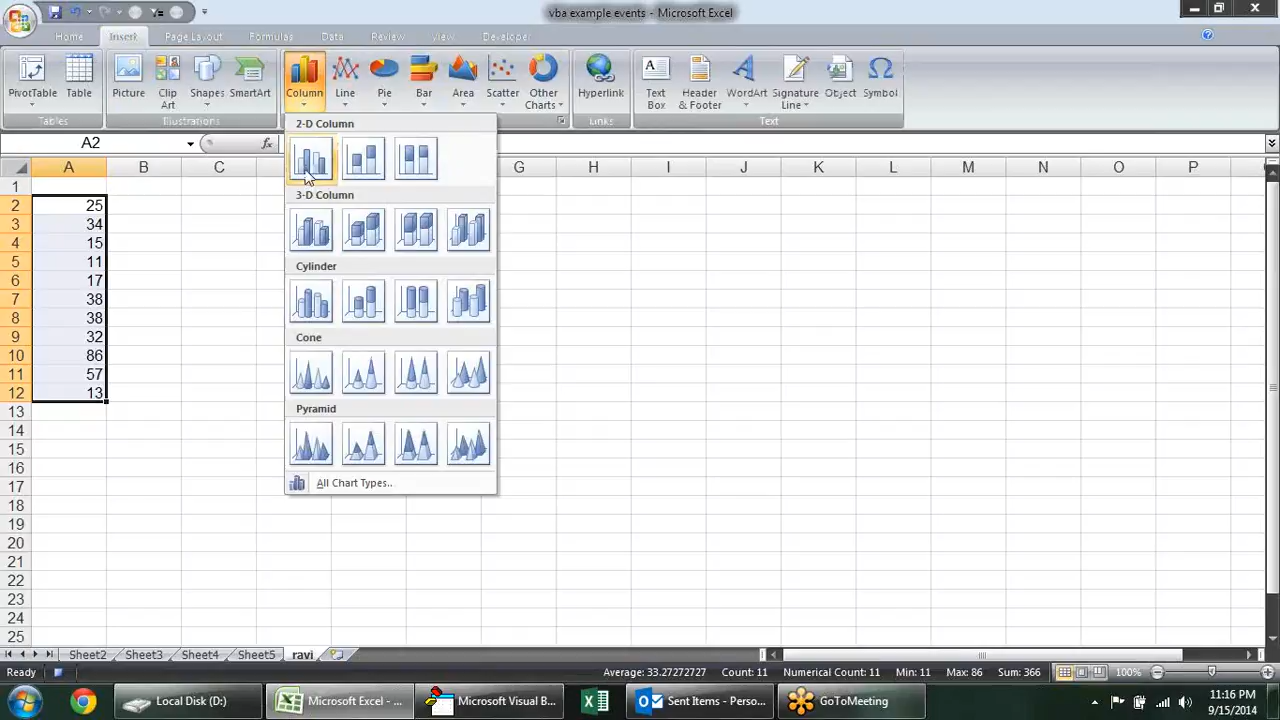 vba example events - Microsoft Excel
Home Insert Page Layout Formulas Data Review View Developer
PivotTable Table Picture Clip Art Shapes SmartArt Column Line Pie Bar Area Scatter Other Charts Hyperlink Text Box Header & Footer WordArt Signature Line Object Symbol
Tables Illustrations Links Text
A2 fx
2-D Column
3-D Column
Cylinder
Cone
Pyramid
All Chart Types..
A B C G H I J K L M N O P
1
2 25
3 34
4 15
5 11
6 17
7 38
8 38
9 32
10 86
11 57
12 13
13
14
15
16
17
18
19
20
21
22
23
24
25
Sheet2 Sheet3 Sheet4 Sheet5 ravi
Ready Average: 33.27272727 Count: 11 Numerical Count: 11 Min: 11 Max: 86 Sum: 366 100%
Local Disk (D:) Microsoft Excel - ... Microsoft Visual B... Sent Items - Perso... GoToMeeting 11:16 PM
9/15/2014